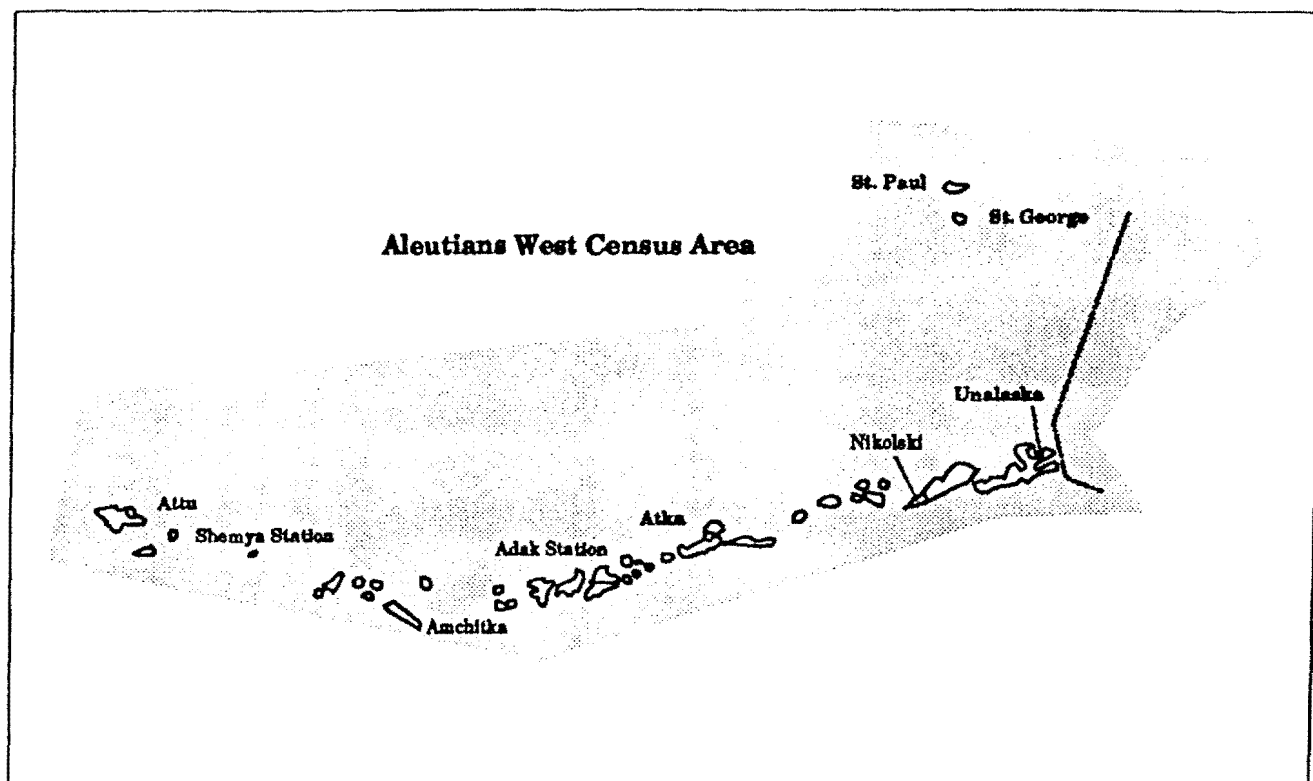 St. Paul
St. George
Aleutians West Census Area
Unalaska
Nikolski
Attu
Shemya Station
Atka
Adak Station
Amchitka